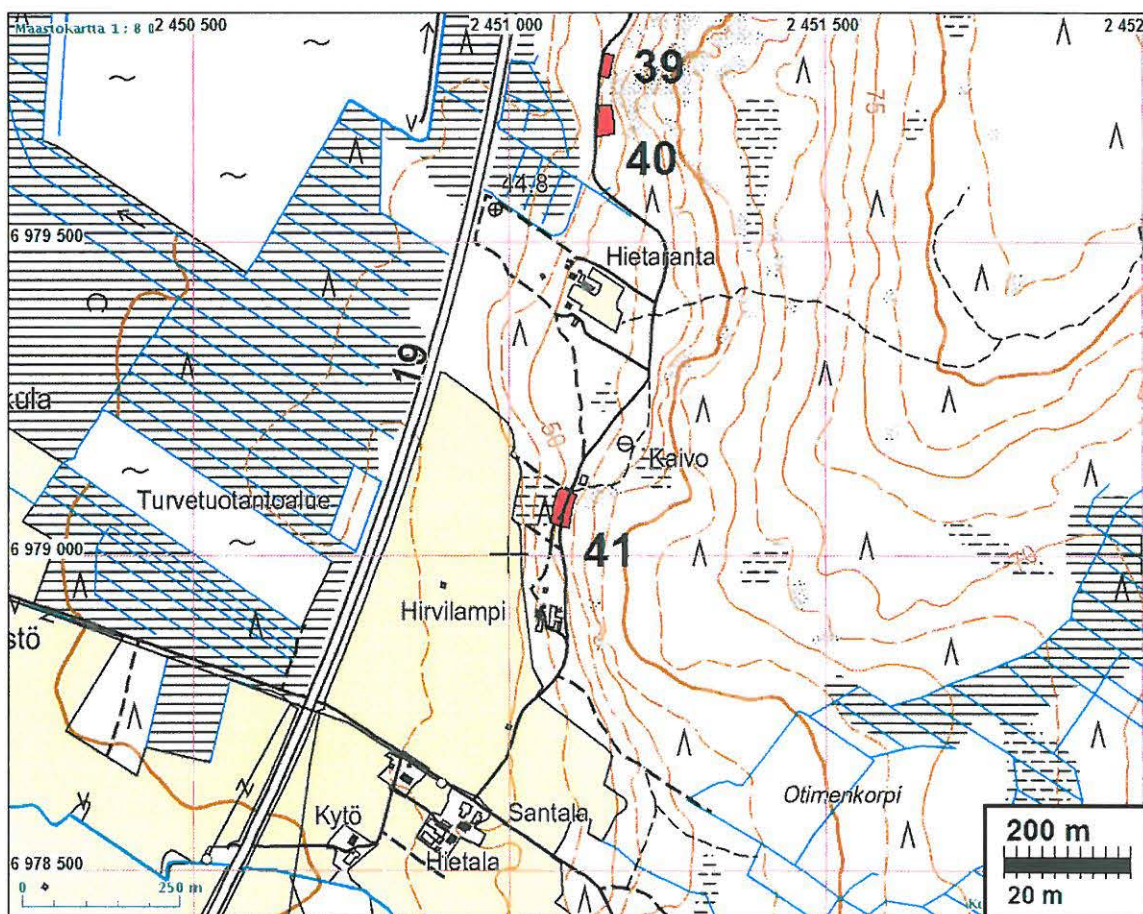 Maastokartta 1 : 8 0
2 450 500
2 451 000
2 451 500
2 452
39
75
40
44.8
6 979 500
Hietaranta
19
kula
50
Kaivo
Turvetuotantoalue
6 979 000
41
70
Hirvilampi
stö
Otimenkorpi
Santala
Kytö
Hietala
6 978 500
0
250 m
200 m
20 m